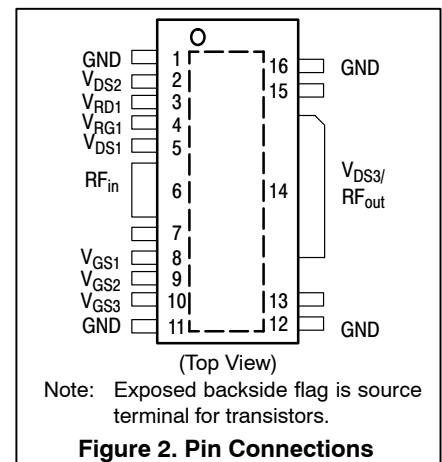 GND 1 16 GND
VDS2 2 15
VRD1 3
VRG1 4
VDS1 5
RFin 6 14 VDS3/
RFout
7
VGS1 8
VGS2 9
VGS3 10 13
GND 11 12 GND
(Top View)
Note: Exposed backside flag is source
terminal for transistors.
Figure 2. Pin Connections